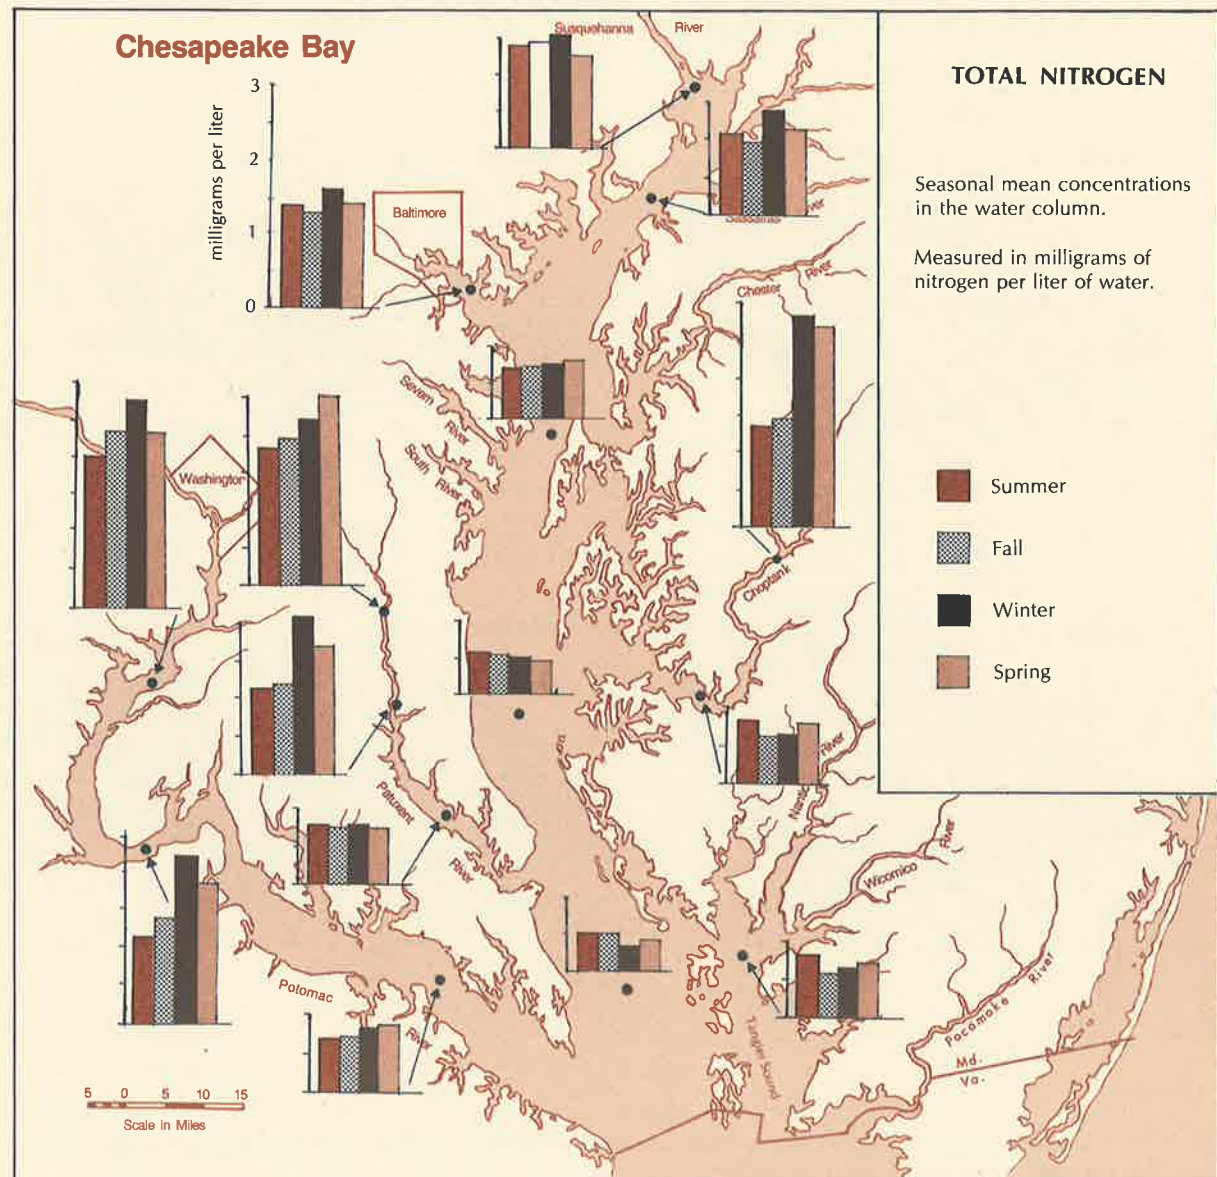 Chesapeake Bay
Susquehanna River
TOTAL NITROGEN
Seasonal mean concentrations
in the water column.
Measured in milligrams of
nitrogen per liter of water.
Summer
Fall
Winter
Spring
3
2
1
0
milligrams per liter
Baltimore
Chester River
Severn
River
South
River
Washington
Choptank
River
Patuxent
River
Wicomico River
Potomac
River
Tangier Sound
Pocomoke River
Md.
Va.
5 0 5 10 15
Scale in Miles